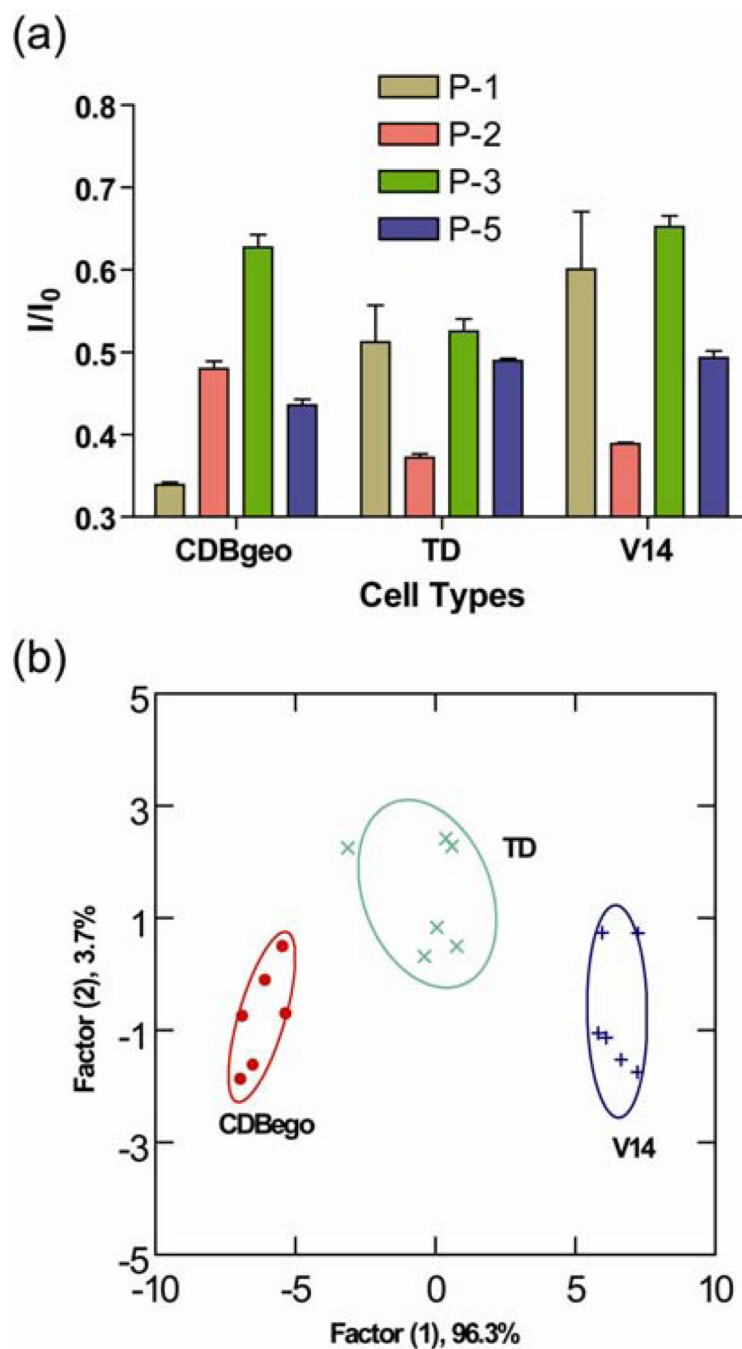 (a)
0.8
0.7
0.6
0.5
0.4
0.3
I/I0
P-1
P-2
P-3
P-5
CDBgeo TD V14
Cell Types
(b)
5
3
1
-1
-3
-5
Factor (2), 3.7%
TD
CDBego
V14
-10 -5 0 5 10
Factor (1), 96.3%